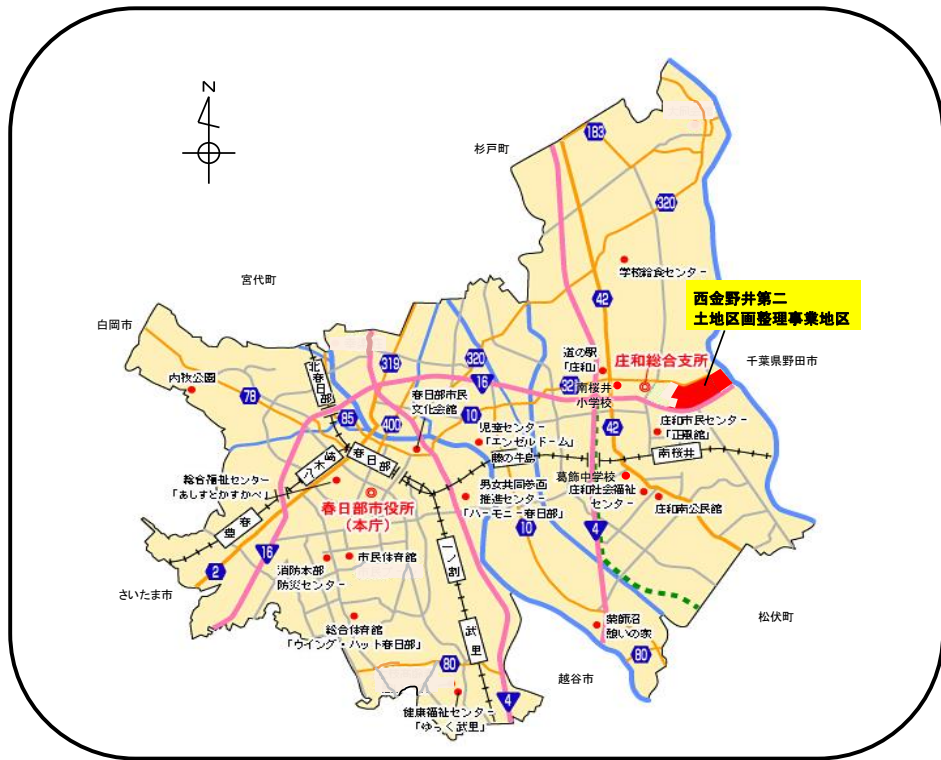 N
183
杉戸町
320
学校給食センター
宮代町
42
西金野井第二
土地区画整理事業地区
白岡市
道の駅
「庄和」
庄和総合支所
千葉県野田市
319
320
16
321
南桜井
小学校
北春日部
内牧公園
78
春日部市民
文化会館
85
400
10
児童センター
「エンゼルドーム」
42
庄和市民センター
「正風館」
八木崎
春日部
藤の牛島
南桜井
総合福祉センター
「あしすとかすかべ」
男女共同参画
推進センター
「ハーモニー春日部」
葛飾中学校
庄和社会福祉
センター
庄和南公民館
春日部市役所
(本庁)
豊春
10
4
一ノ割
16
市民体育館
2
消防本部
防災センター
さいたま市
松伏町
総合体育館
「ウイング・ハット春日部」
武里
薬師沼
憩いの家
80
80
越谷市
4
健康福祉センター
「ゆっく武里」